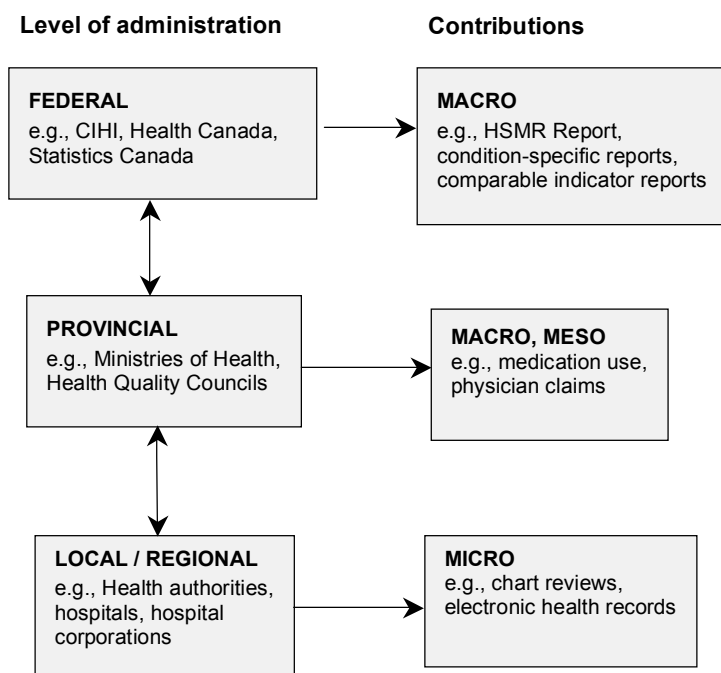 Level of administration
Contributions
FEDERAL
e.g., CIHI, Health Canada,
Statistics Canada
MACRO
e.g., HSMR Report,
condition-specific reports,
comparable indicator reports
PROVINCIAL
e.g., Ministries of Health,
Health Quality Councils
MACRO, MESO
e.g., medication use,
physician claims
LOCAL / REGIONAL
e.g., Health authorities,
hospitals, hospital
corporations
MICRO
e.g., chart reviews,
electronic health records